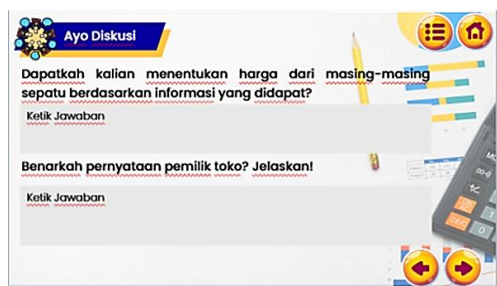 Ayo Diskusi
Dapatkah kalian menentukan harga dari masing-masing
sepatu berdasarkan informasi yang didapat?
Ketik Jawaban
Benarkah pernyataan pemilik toko? Jelaskan!
Ketik Jawaban